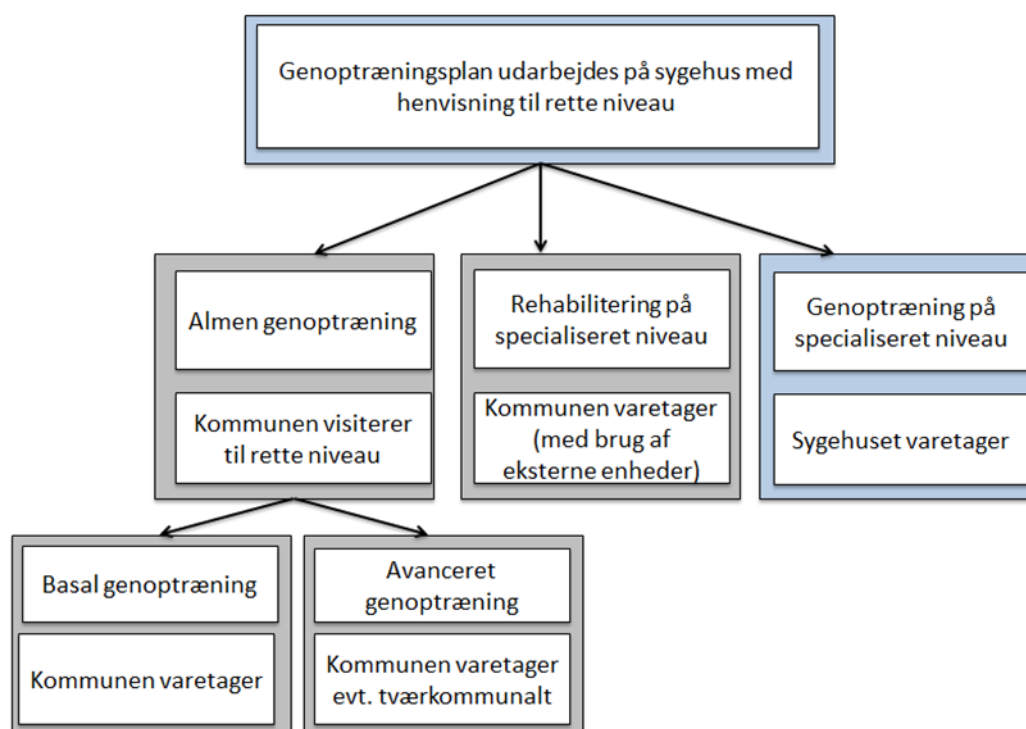 Genoptræningsplan udarbejdes på sygehus med
henvisning til rette niveau
Almen genoptræning
Kommunen visiterer
til rette niveau
Rehabilitering på
specialiseret niveau
Kommunen varetager
(med brug af
eksterne enheder)
Genoptræning på
specialiseret niveau
Sygehuset varetager
Basal genoptræning
Kommunen varetager
Avanceret
genoptræning
Kommunen varetager
evt. tværkommunalt